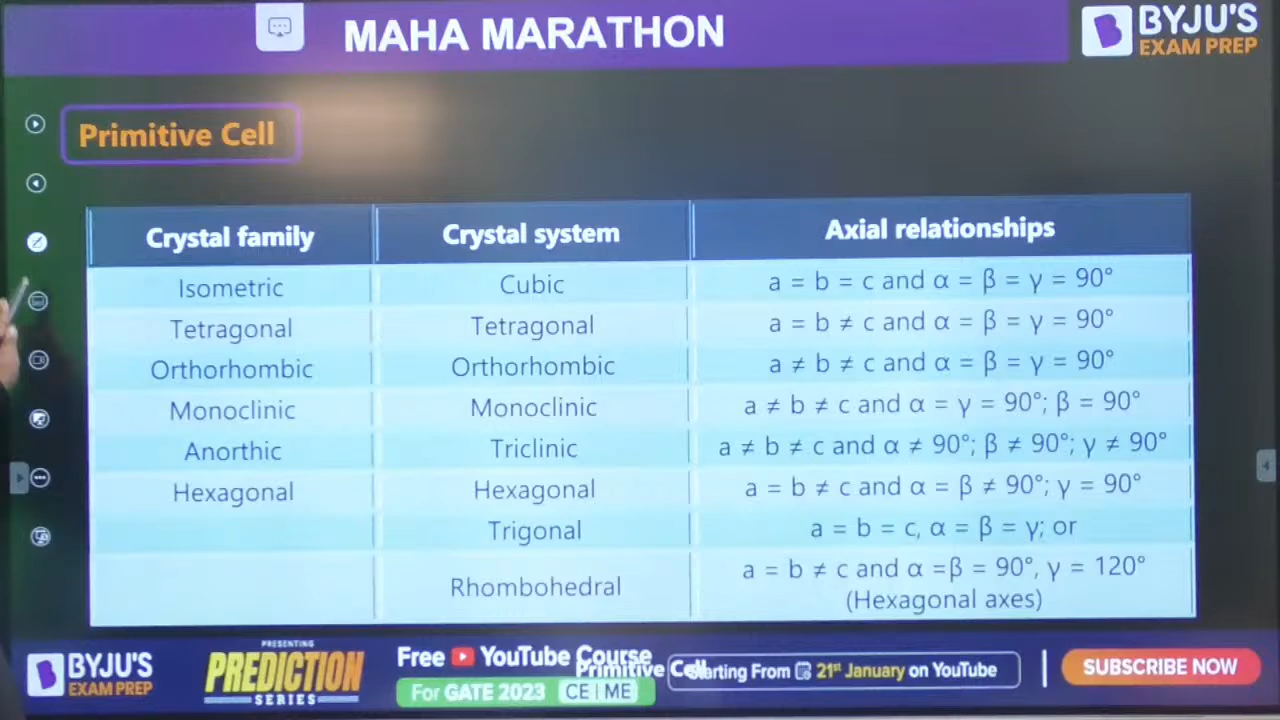 MAHA MARATHON
BYJU'S
EXAM PREP
Primitive Cell
Crystal family Crystal system Axial relationships
Isometric Cubic a = b = c and α = β = γ = 90°
Tetragonal Tetragonal a = b ≠ c and α = β = γ = 90°
Orthorhombic Orthorhombic a ≠ b ≠ c and α = β = γ = 90°
Monoclinic Monoclinic a ≠ b ≠ c and α = γ = 90°; β = 90°
Anorthic Triclinic a ≠ b ≠ c and α ≠ 90°; β ≠ 90°; γ ≠ 90°
Hexagonal Hexagonal a = b ≠ c and α = β ≠ 90°; γ = 90°
Trigonal a = b = c, α = β = γ; or
Rhombohedral a = b ≠ c and α =β = 90°, γ = 120°
(Hexagonal axes)
BYJU'S
EXAM PREP
PRESENTING
PREDICTION
SERIES
Free YouTube Course
For GATE 2023 CE | ME
Primitive Cell
Starting From 21st January on YouTube
SUBSCRIBE NOW